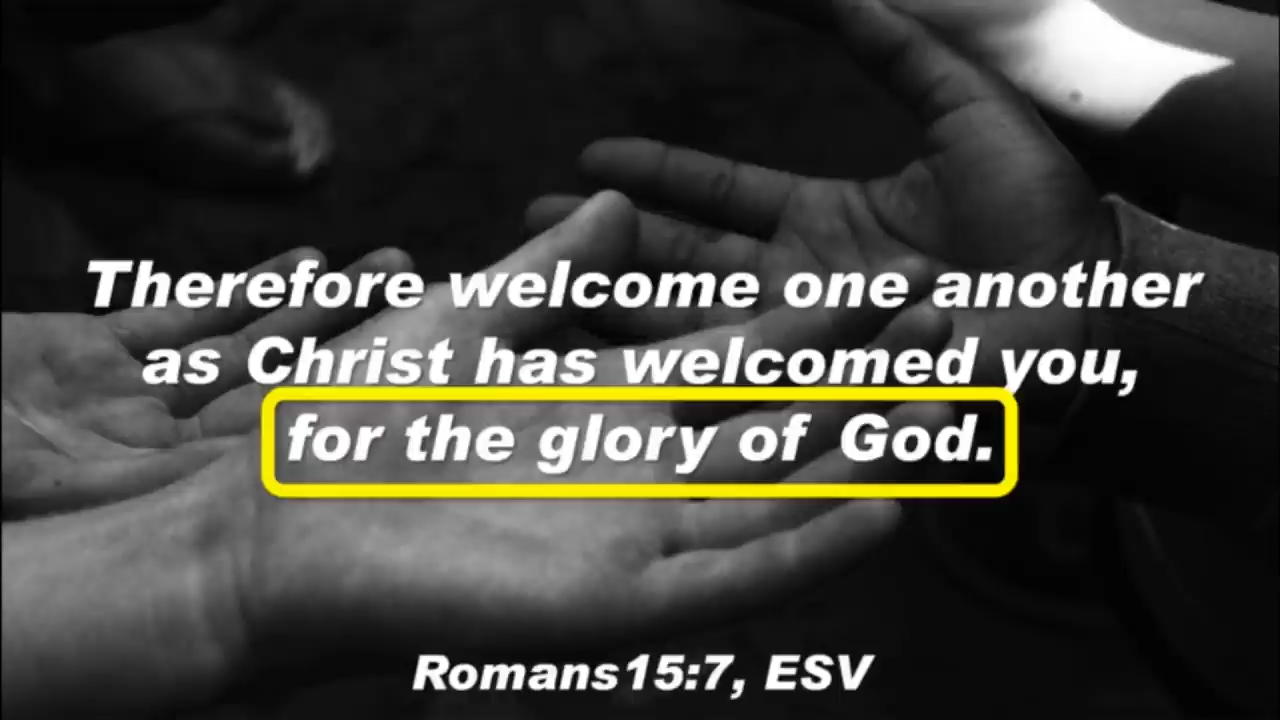 Therefore welcome one another
as Christ has welcomed you,
for the glory of God.
Romans15:7, ESV